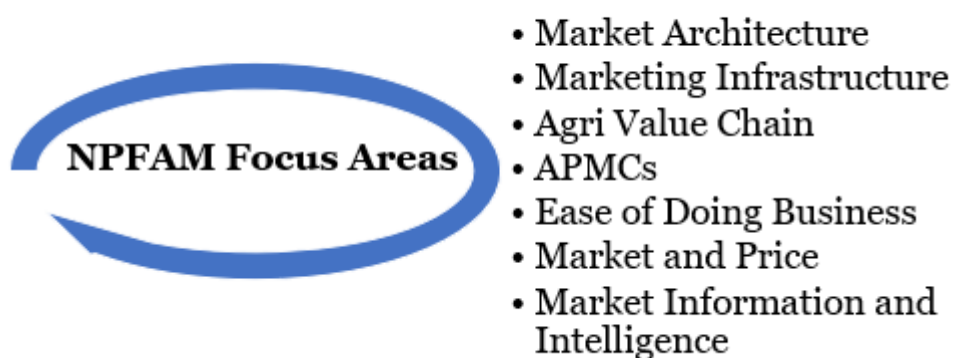 NPFAM Focus Areas
• Market Architecture
• Marketing Infrastructure
• Agri Value Chain
• APMCs
• Ease of Doing Business
• Market and Price
• Market Information and
Intelligence